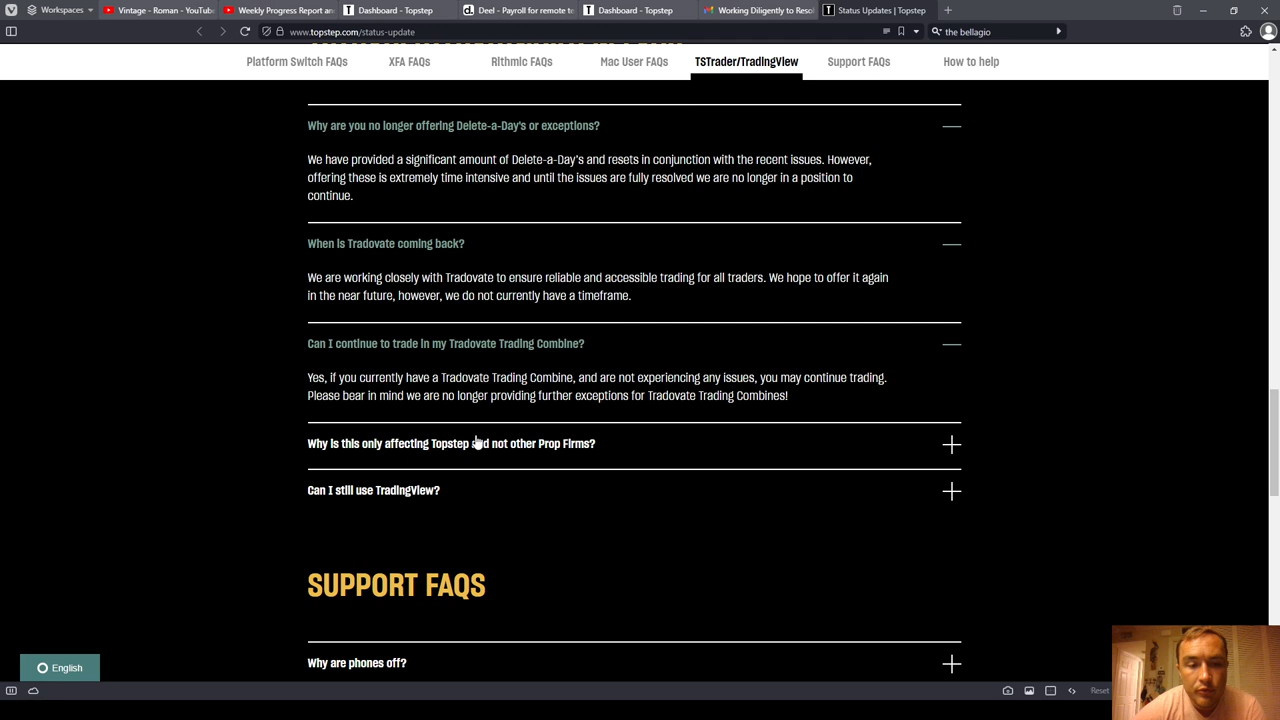 Workspaces
Vintage - Roman - YouTub
Weekly Progress Report an
Dashboard - Topstep
Deel - Payroll for remote te
Dashboard - Topstep
Working Diligently to Resol
Status Updates | Topstep
www.topstep.com/status-update
the bellagio
Platform Switch FAQs
XFA FAQs
Rithmic FAQs
Mac User FAQs
TSTrader/TradingView
Support FAQs
How to help
Why are you no longer offering Delete-a-Day's or exceptions?
We have provided a significant amount of Delete-a-Day's and resets in conjunction with the recent issues. However,
offering these is extremely time intensive and until the issues are fully resolved we are no longer in a position to
continue.
When is Tradovate coming back?
We are working closely with Tradovate to ensure reliable and accessible trading for all traders. We hope to offer it again
in the near future, however, we do not currently have a timeframe.
Can I continue to trade in my Tradovate Trading Combine?
Yes, if you currently have a Tradovate Trading Combine, and are not experiencing any issues, you may continue trading.
Please bear in mind we are no longer providing further exceptions for Tradovate Trading Combines!
Why is this only affecting Topstep and not other Prop Firms?
Can I still use TradingView?
SUPPORT FAQS
Why are phones off?
English
Reset